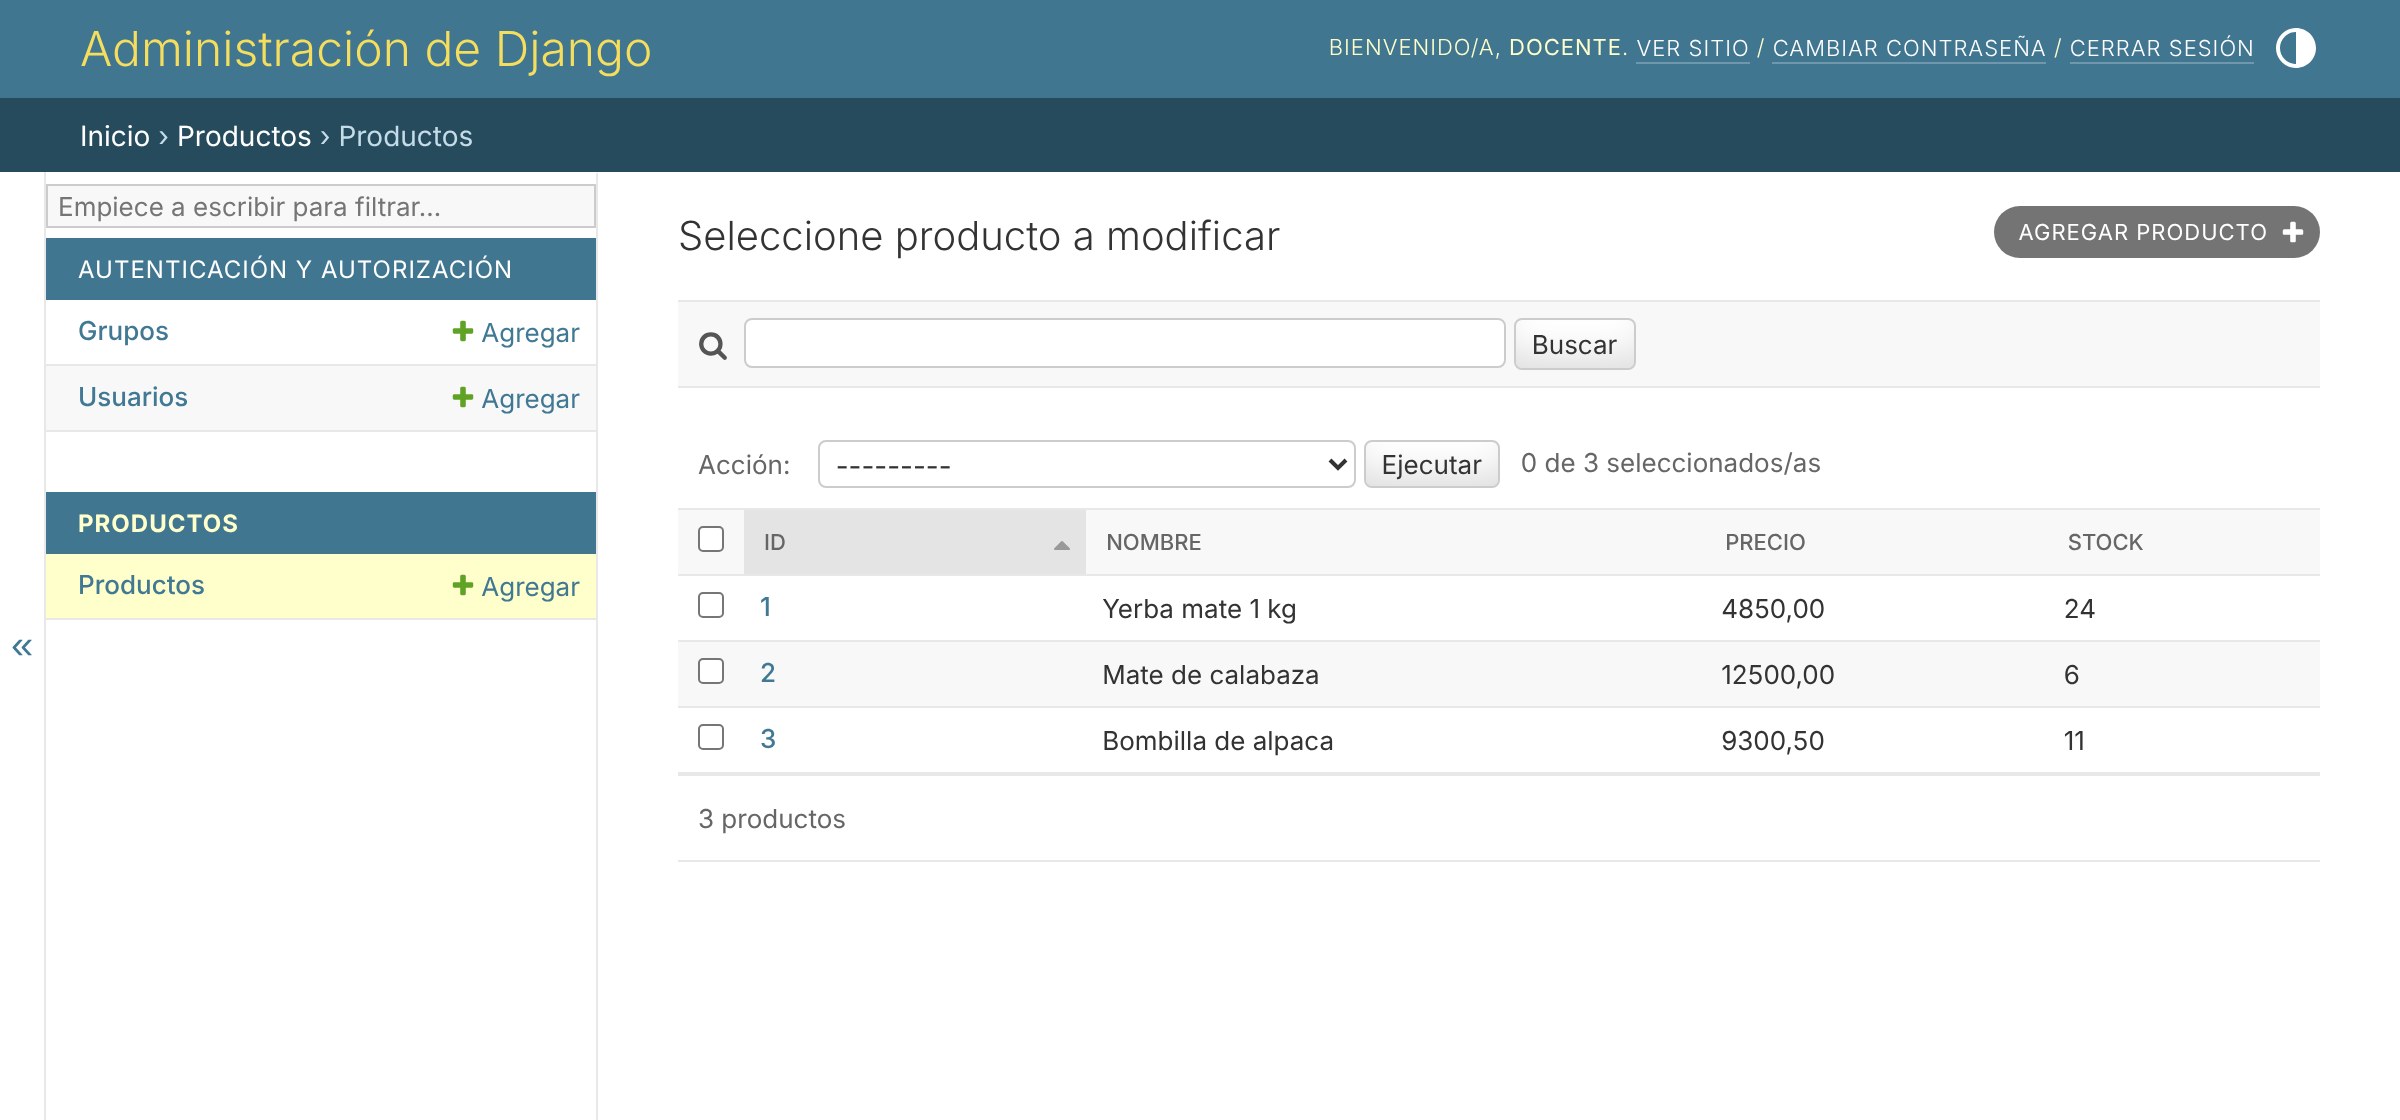 Administración de Django
BIENVENIDO/A, DOCENTE. VER SITIO / CAMBIAR CONTRASEÑA / CERRAR SESIÓN
Inicio › Productos › Productos
Empiece a escribir para filtrar...
AUTENTICACIÓN Y AUTORIZACIÓN
Grupos + Agregar
Usuarios + Agregar
PRODUCTOS
Productos + Agregar
«
Seleccione producto a modificar
AGREGAR PRODUCTO +
Buscar
Acción: --------- Ejecutar 0 de 3 seleccionados/as
ID NOMBRE PRECIO STOCK
1 Yerba mate 1 kg 4850,00 24
2 Mate de calabaza 12500,00 6
3 Bombilla de alpaca 9300,50 11
3 productos